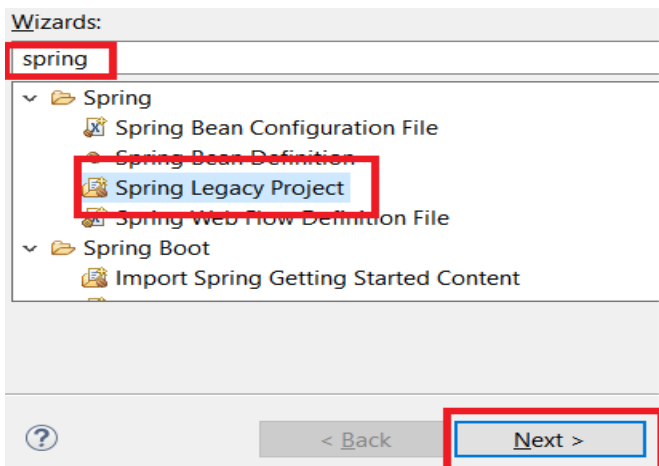 Wizards:
spring
Spring
Spring Bean Configuration File
Spring Bean Definition
Spring Legacy Project
Spring Web Flow Definition File
Spring Boot
Import Spring Getting Started Content
< Back Next >